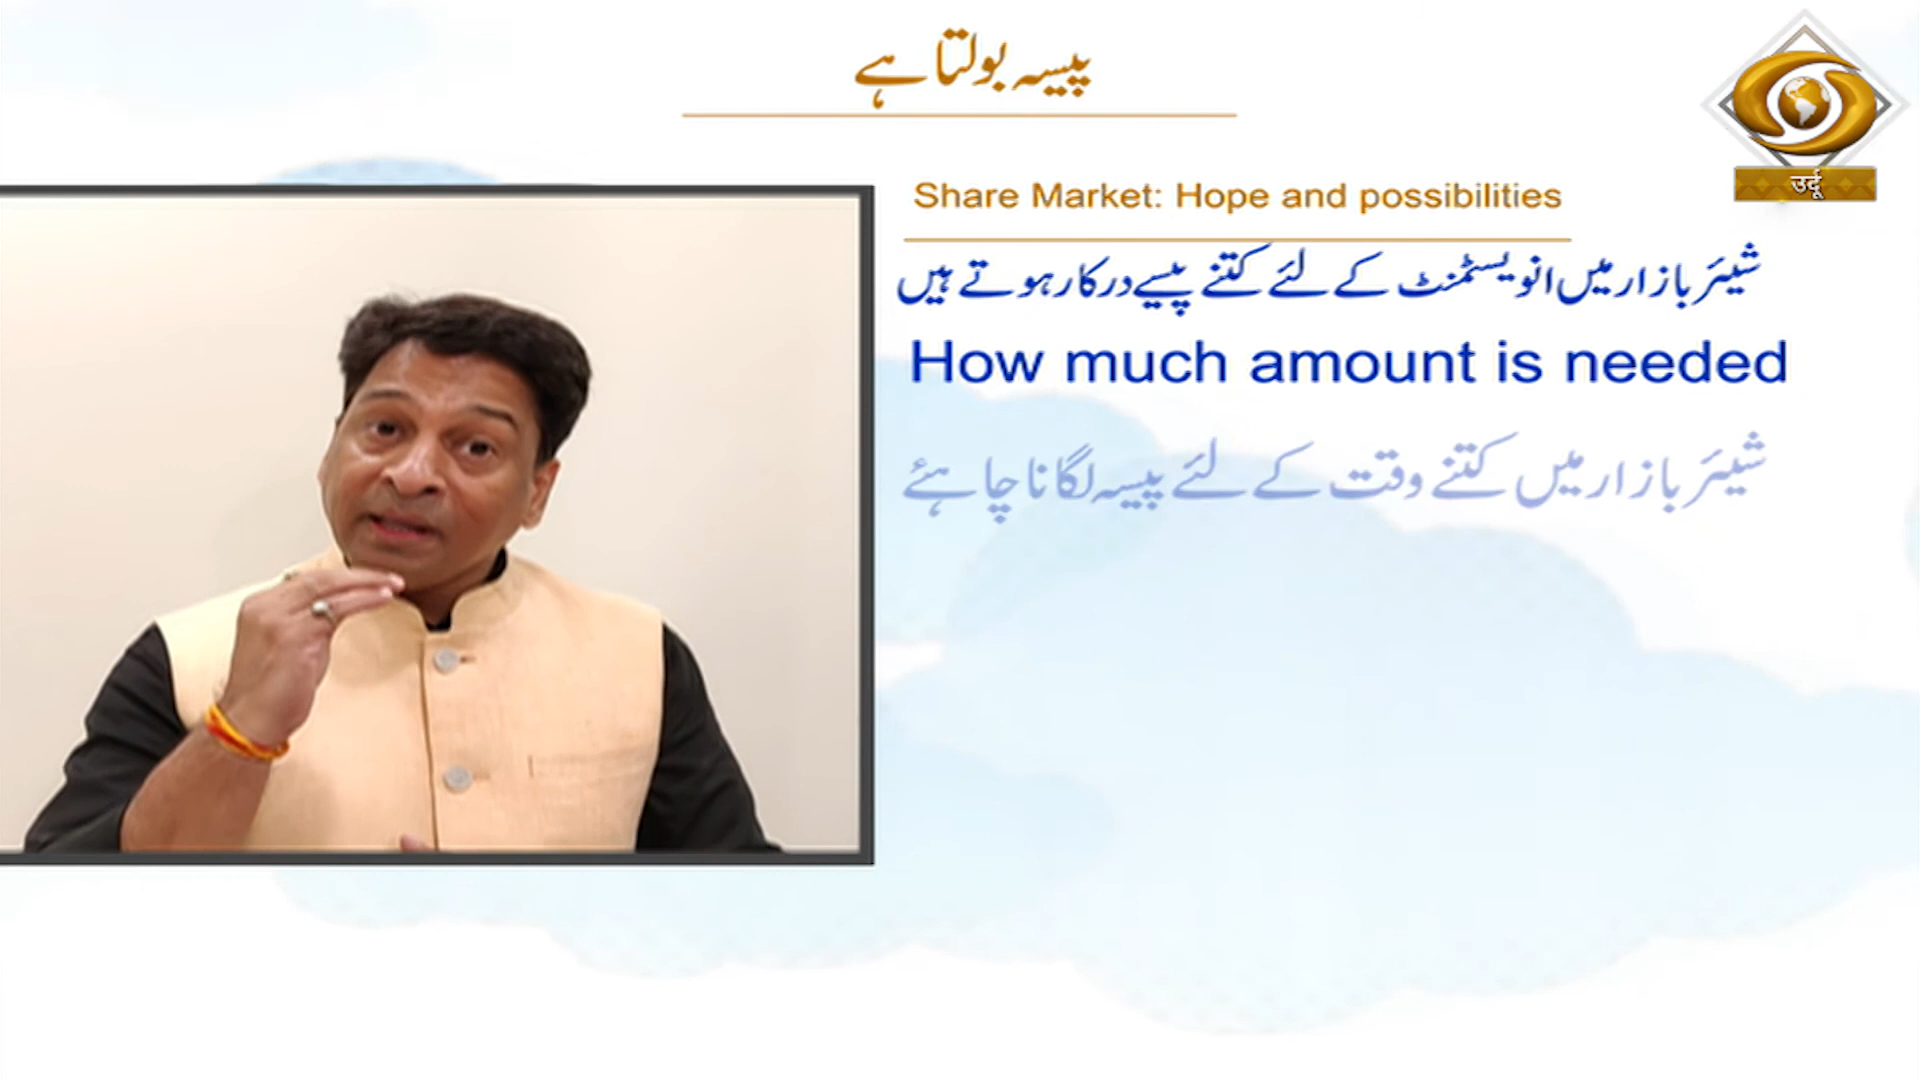 پیسہ بولتا ہے
उर्दू
Share Market: Hope and possibilities
شیئر بازار میں انویسٹمنٹ کے لئے کتنے پیسے درکار ہوتے ہیں
How much amount is needed
شیئر بازار میں کتنے وقت کے لئے پیسہ لگانا چاہئے